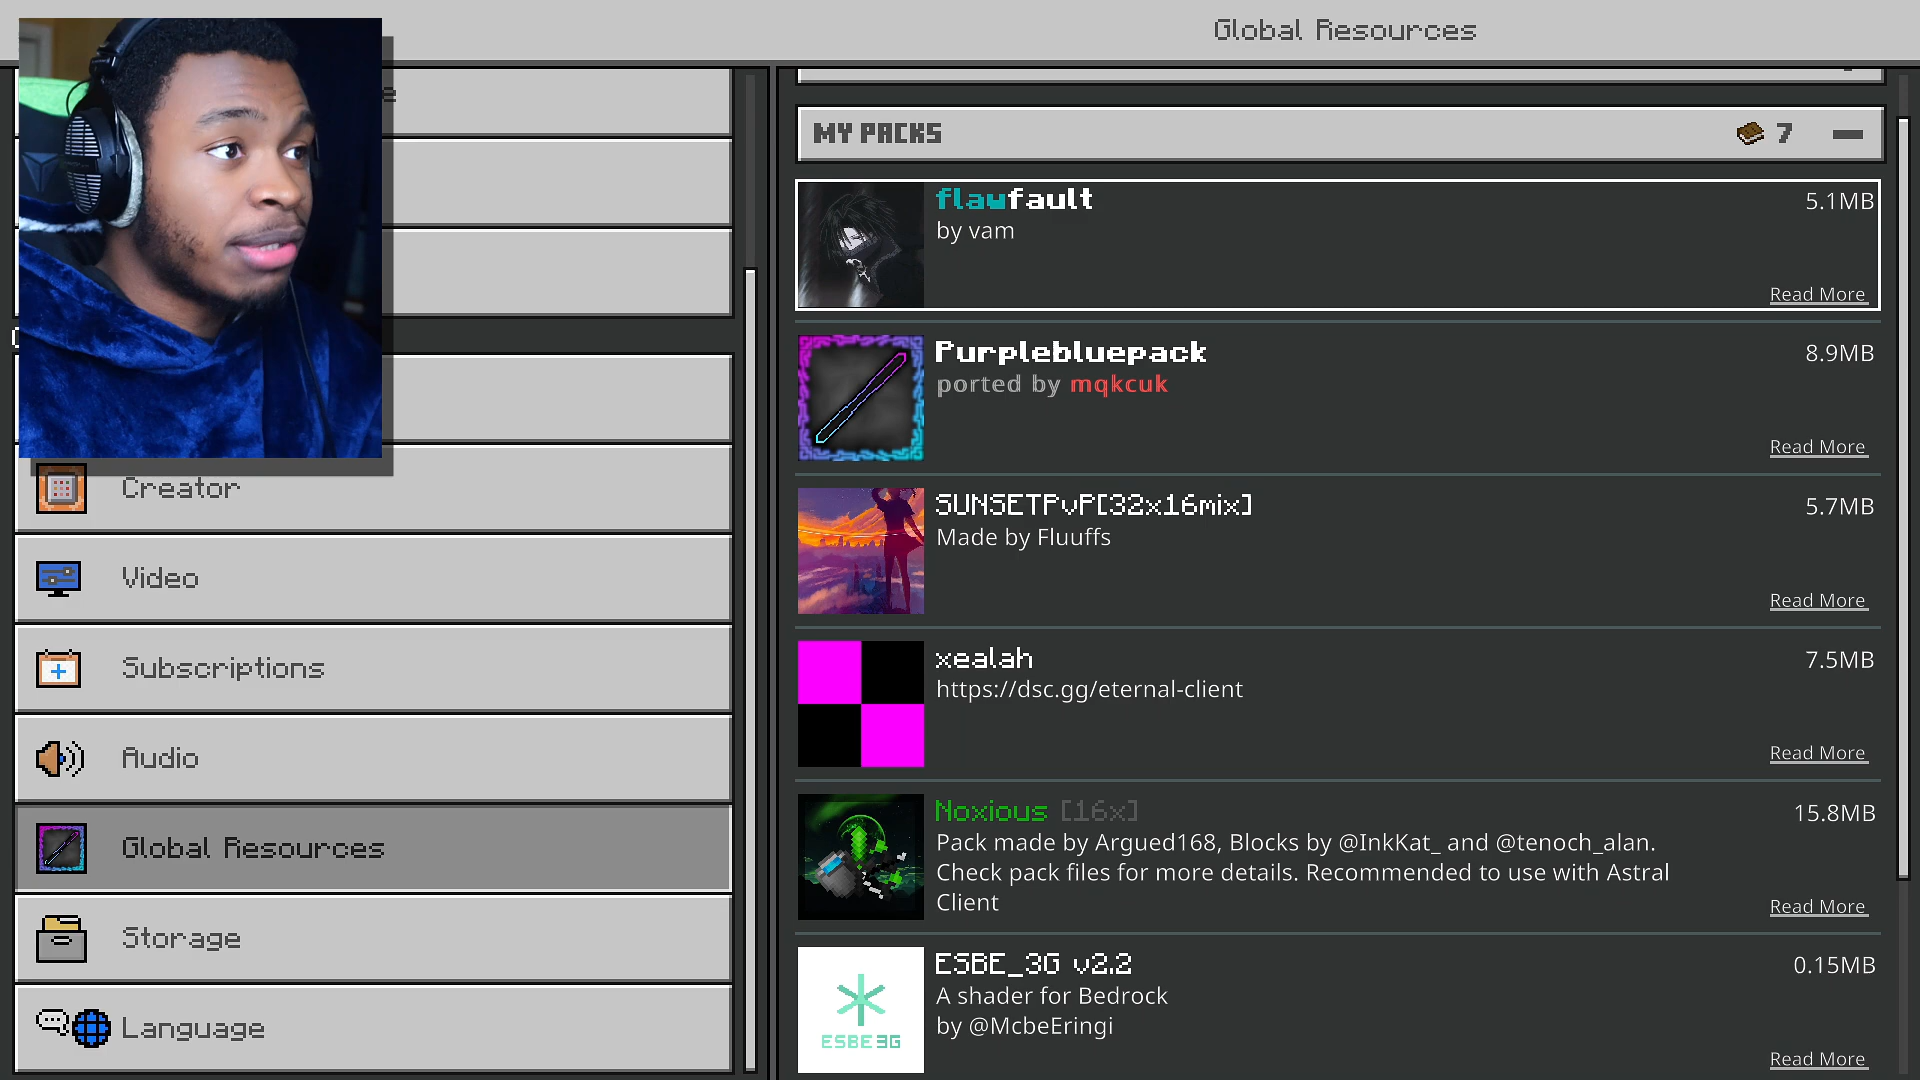 Global Resources
Creator
Video
Subscriptions
Audio
Global Resources
Storage
Language
MY PACKS
7
flawfault
5.1MB
by vam
Read More
Purplebluepack
8.9MB
ported by mqkcuk
Read More
SUNSETPvP[32x16mix]
5.7MB
Made by Fluuffs
Read More
xealah
7.5MB
https://dsc.gg/eternal-client
Read More
Noxious [16x]
15.8MB
Pack made by Argued168, Blocks by @InkKat_ and @tenoch_alan.
Check pack files for more details. Recommended to use with Astral
Client
Read More
ESBE 3G
ESBE_3G v2.2
0.15MB
A shader for Bedrock
by @McbeEringi
Read More